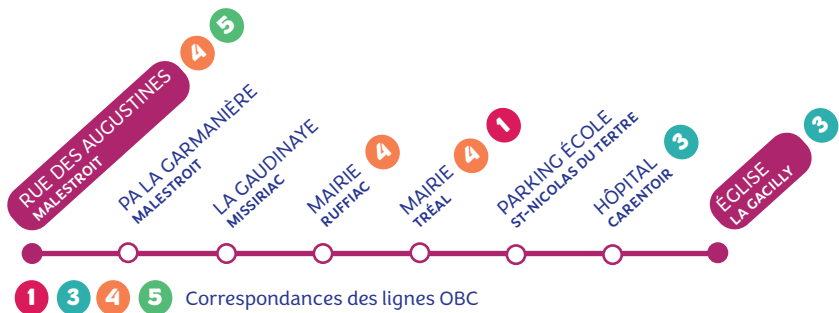 RUE DES AUGUSTINES
MALESTROIT
4 5
PA LA GARMANIÈRE
MALESTROIT
LA GAUDINAYE
MISSIRIAC
MAIRIE 4
RUFFIAC
MAIRIE 4 1
TRÉAL
PARKING ÉCOLE
ST-NICOLAS DU TERTRE
HÔPITAL 3
CARENTOIR
ÉGLISE 3
LA GACILLY
1 3 4 5 Correspondances des lignes OBC